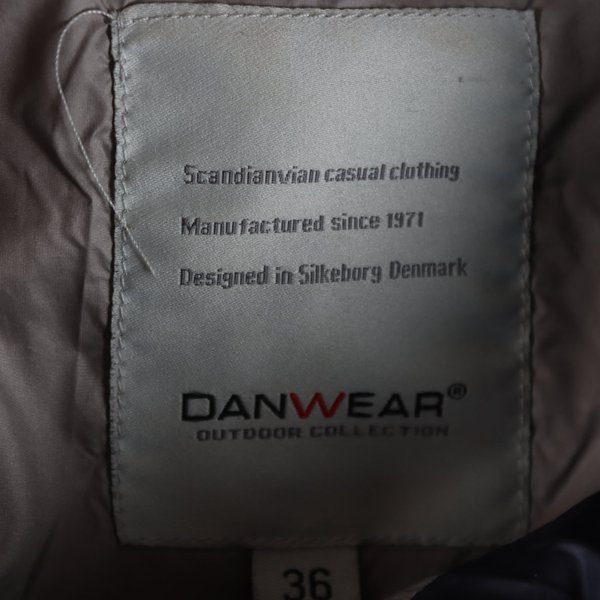 Scandianvian casual clothing
Manufactured since 1971
Designed in Silkeborg Denmark
DANWEAR®
OUTDOOR COLLECTION
36